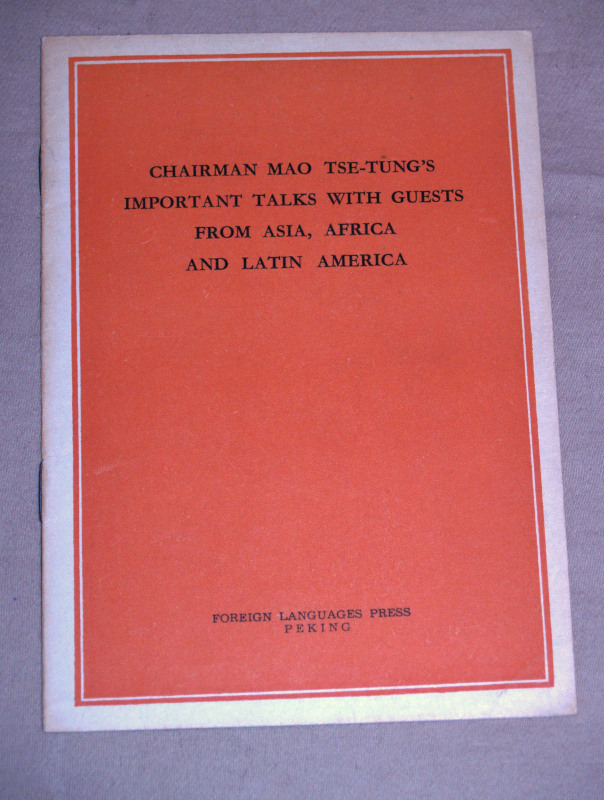 CHAIRMAN MAO TSE-TUNG'S
IMPORTANT TALKS WITH GUESTS
FROM ASIA, AFRICA
AND LATIN AMERICA
FOREIGN LANGUAGES PRESS
PEKING